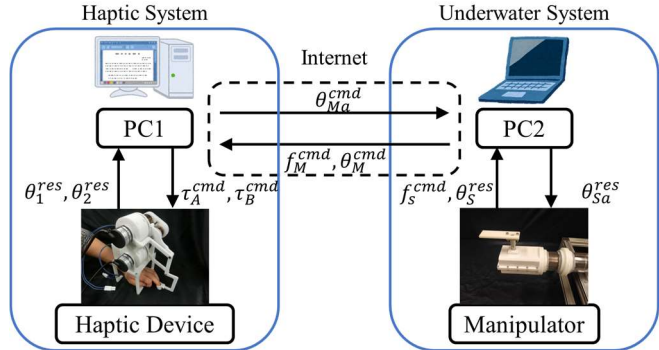 Haptic System
Underwater System
Internet
θ_{Ma}^{cmd}
PC1
PC2
f_M^{cmd}, θ_M^{cmd}
θ_1^{res}, θ_2^{res}
τ_A^{cmd}, τ_B^{cmd}
f_s^{cmd}, θ_S^{res}
θ_{Sa}^{res}
Haptic Device
Manipulator